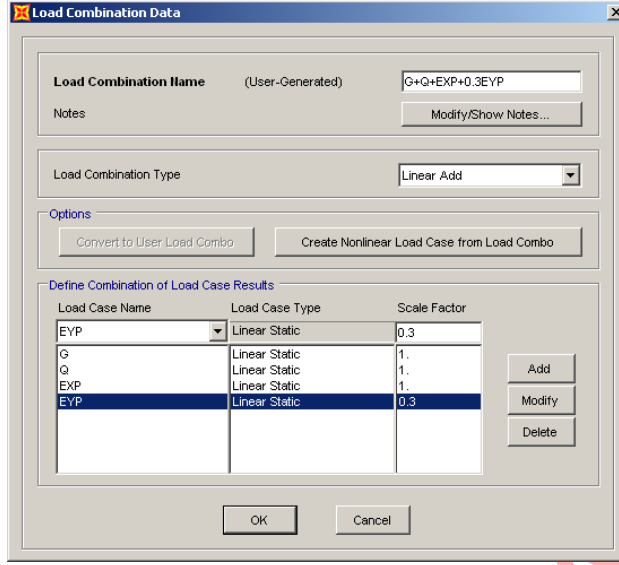 Load Combination Data
Load Combination Name (User-Generated) G+Q+EXP+0.3EYP
Notes Modify/Show Notes...
Load Combination Type Linear Add
Options
Convert to User Load Combo Create Nonlinear Load Case from Load Combo
Define Combination of Load Case Results
Load Case Name Load Case Type Scale Factor
EYP Linear Static 0.3
G Linear Static 1.
Q Linear Static 1.
EXP Linear Static 1.
EYP Linear Static 0.3
Add
Modify
Delete
OK Cancel